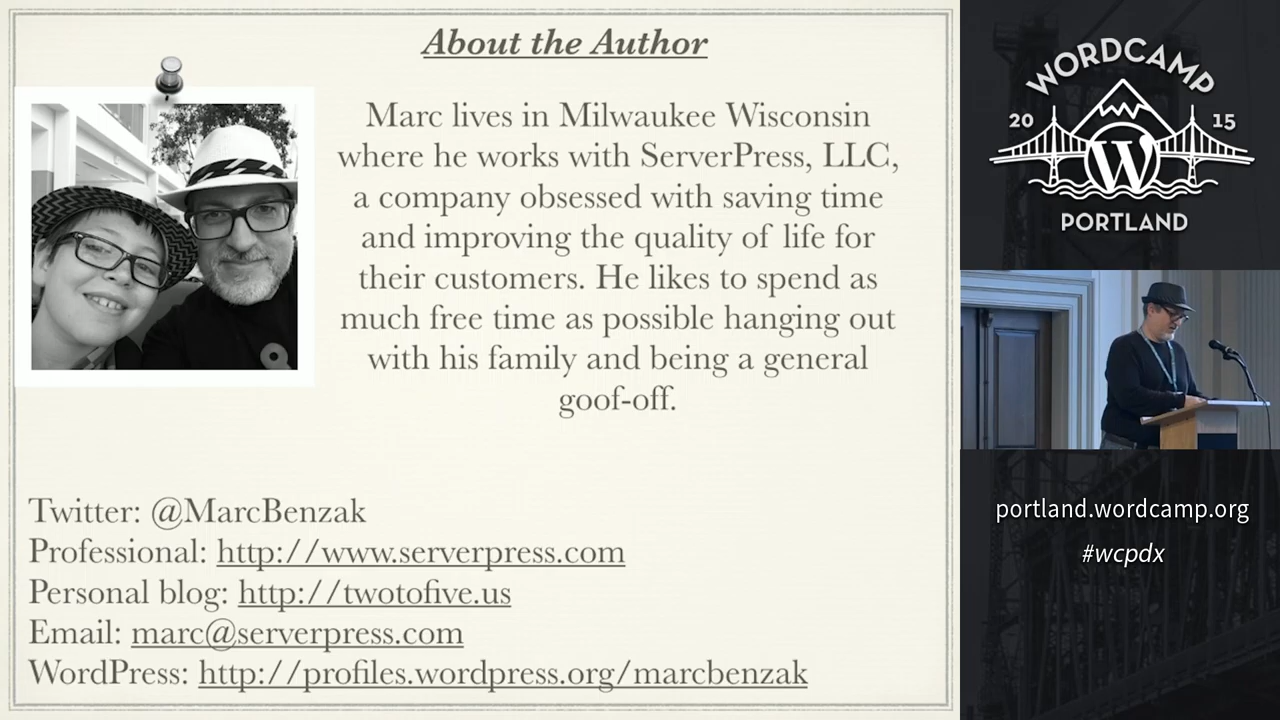 About the Author
Marc lives in Milwaukee Wisconsin
where he works with ServerPress, LLC,
a company obsessed with saving time
and improving the quality of life for
their customers. He likes to spend as
much free time as possible hanging out
with his family and being a general
goof-off.
Twitter: @MarcBenzak
Professional: http://www.serverpress.com
Personal blog: http://twotofive.us
Email: marc@serverpress.com
WordPress: http://profiles.wordpress.org/marcbenzak
WORDCAMP
20 15
W
PORTLAND
portland.wordcamp.org
#wcpdx